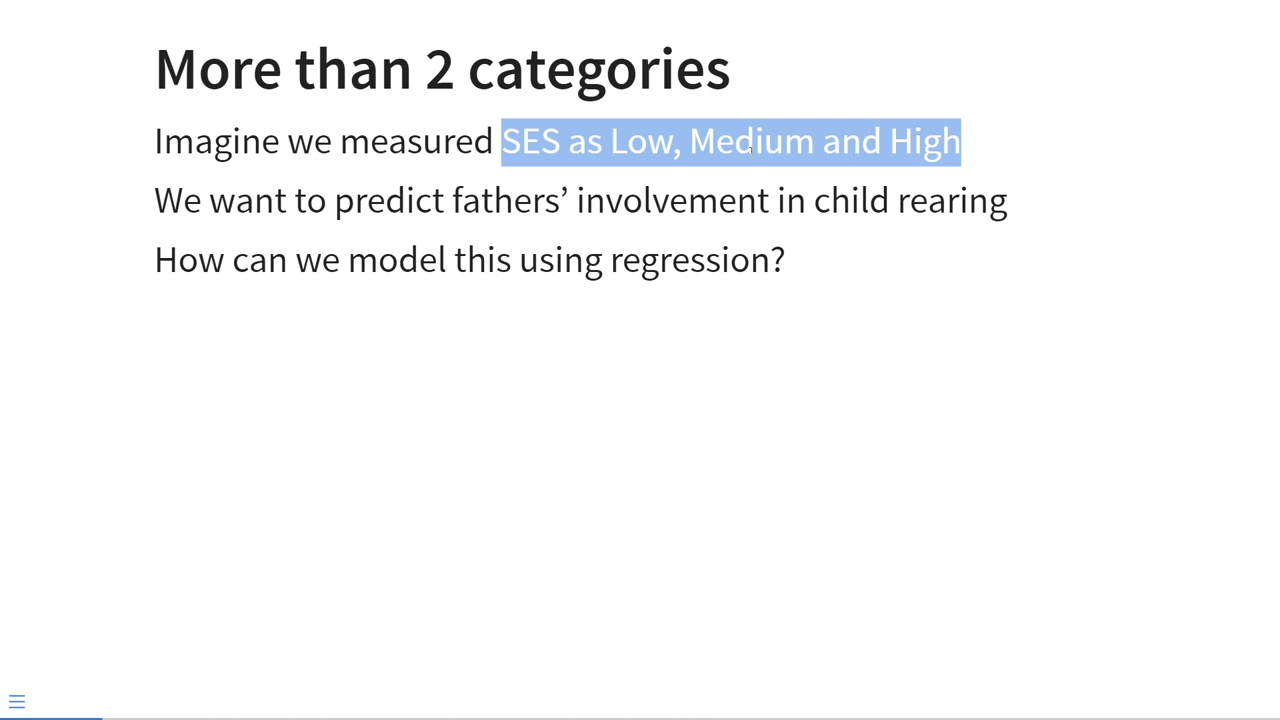 More than 2 categories
Imagine we measured SES as Low, Medium and High
We want to predict fathers’ involvement in child rearing
How can we model this using regression?